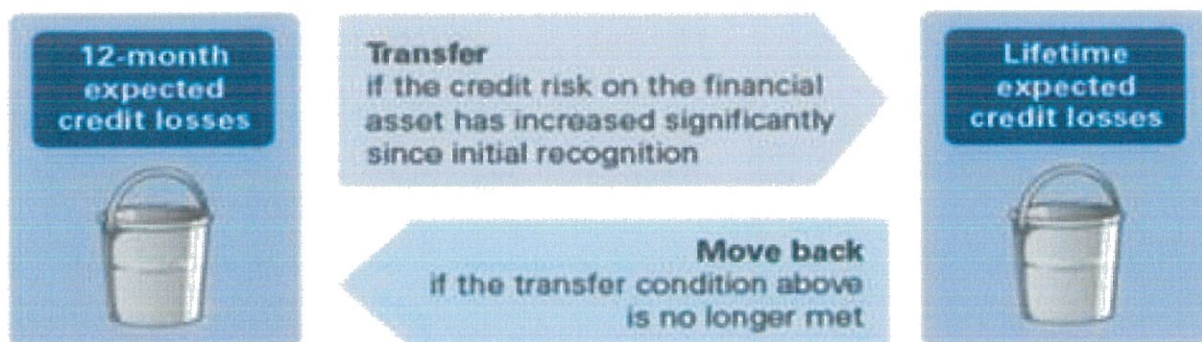 12-month
expected
credit losses
Transfer
if the credit risk on the financial
asset has increased significantly
since initial recognition
Move back
if the transfer condition above
is no longer met
Lifetime
expected
credit losses